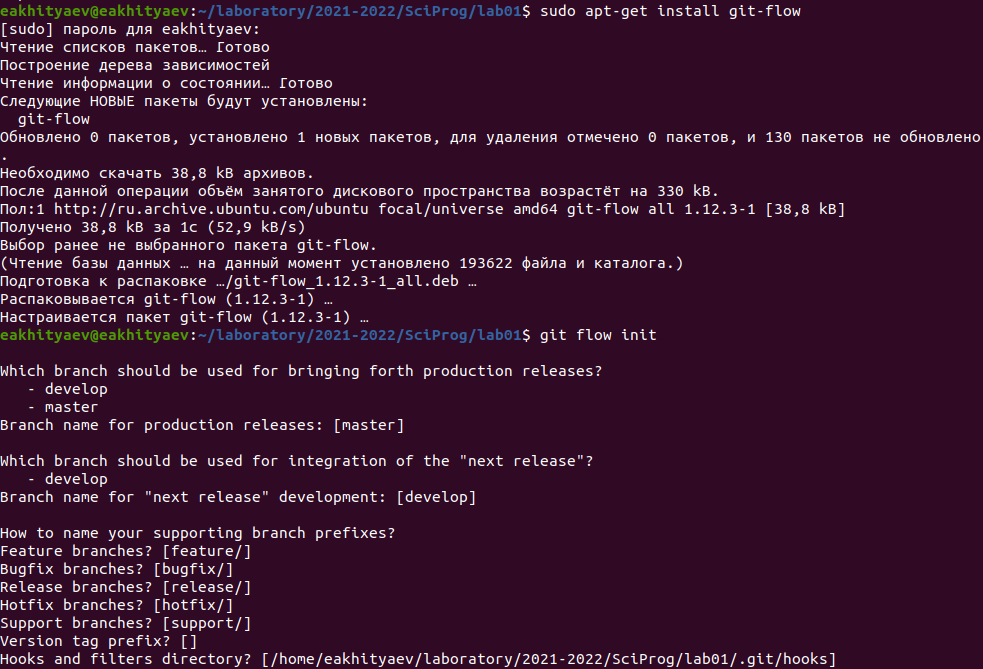 eakhityaev@eakhityaev:~/laboratory/2021-2022/SciProg/lab01$ sudo apt-get install git-flow
[sudo] пароль для eakhityaev:
Чтение списков пакетов… Готово
Построение дерева зависимостей
Чтение информации о состоянии… Готово
Следующие НОВЫЕ пакеты будут установлены:
  git-flow
Обновлено 0 пакетов, установлено 1 новых пакетов, для удаления отмечено 0 пакетов, и 130 пакетов не обновлено
.
Необходимо скачать 38,8 kB архивов.
После данной операции объём занятого дискового пространства возрастёт на 330 kB.
Пол:1 http://ru.archive.ubuntu.com/ubuntu focal/universe amd64 git-flow all 1.12.3-1 [38,8 kB]
Получено 38,8 kB за 1с (52,9 kB/s)
Выбор ранее не выбранного пакета git-flow.
(Чтение базы данных … на данный момент установлено 193622 файла и каталога.)
Подготовка к распаковке …/git-flow_1.12.3-1_all.deb …
Распаковывается git-flow (1.12.3-1) …
Настраивается пакет git-flow (1.12.3-1) …
eakhityaev@eakhityaev:~/laboratory/2021-2022/SciProg/lab01$ git flow init
Which branch should be used for bringing forth production releases?
   - develop
   - master
Branch name for production releases: [master]
Which branch should be used for integration of the "next release"?
   - develop
Branch name for "next release" development: [develop]
How to name your supporting branch prefixes?
Feature branches? [feature/]
Bugfix branches? [bugfix/]
Release branches? [release/]
Hotfix branches? [hotfix/]
Support branches? [support/]
Version tag prefix? []
Hooks and filters directory? [/home/eakhityaev/laboratory/2021-2022/SciProg/lab01/.git/hooks]